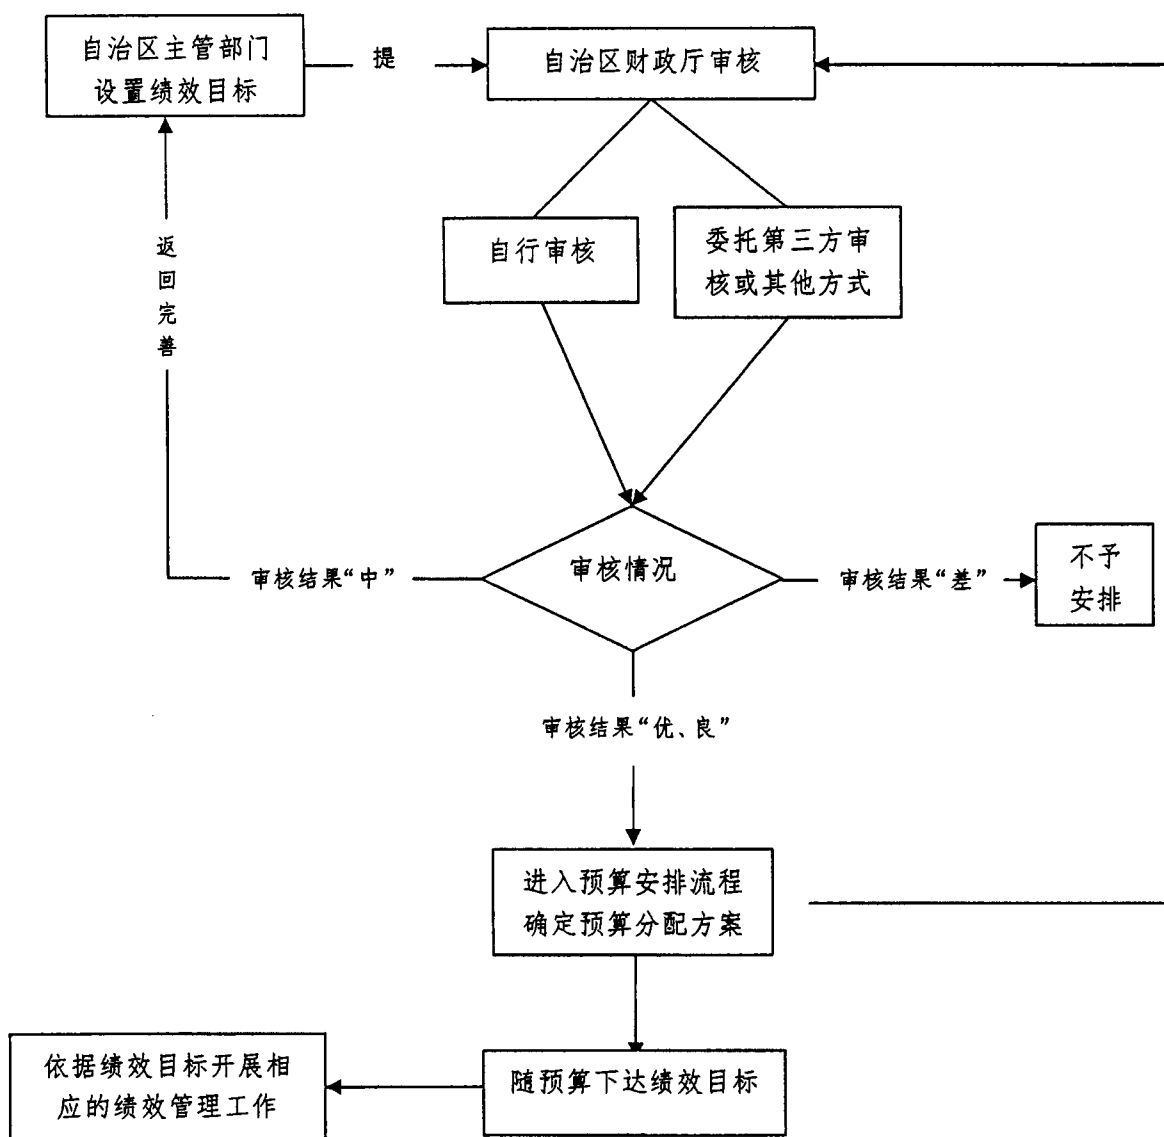 自治区主管部门
设置绩效目标
提
自治区财政厅审核
自行审核
委托第三方审
核或其他方式
返
回
完
善
审核情况
审核结果“中”
审核结果“差”
不予
安排
审核结果“优、良”
进入预算安排流程
确定预算分配方案
依据绩效目标开展相
应的绩效管理工作
随预算下达绩效目标